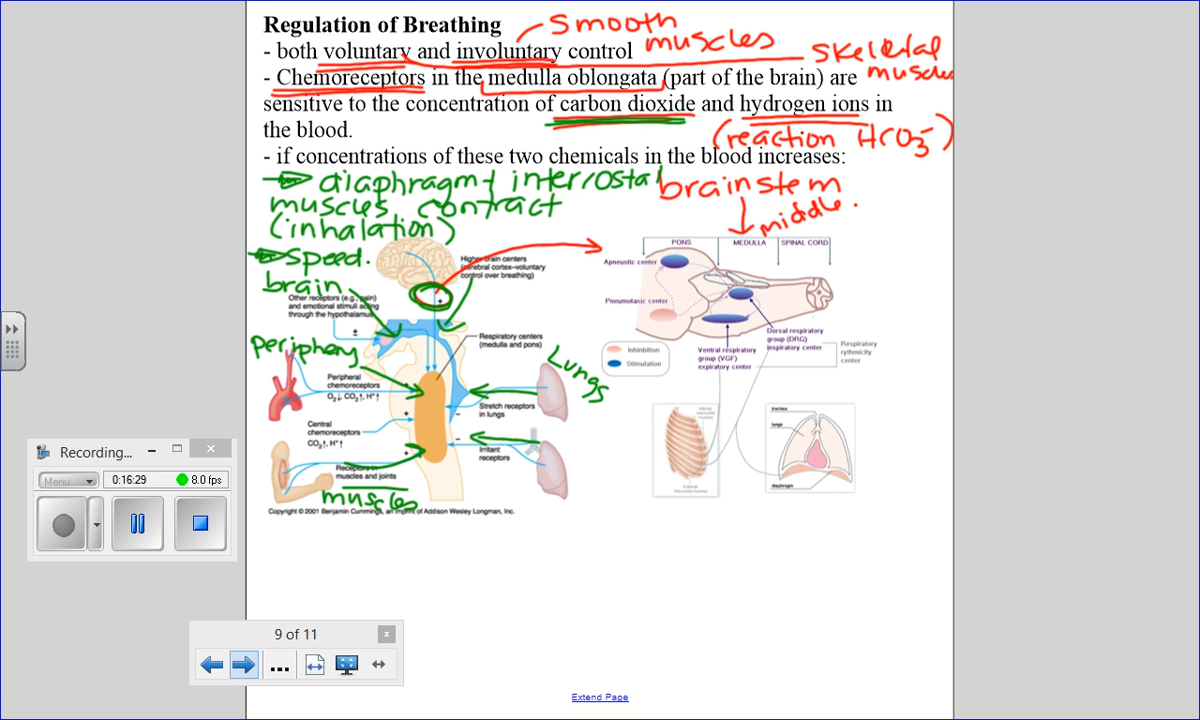 Regulation of Breathing
Smooth muscles
- both voluntary and involuntary control
skeletal muscles
- Chemoreceptors in the medulla oblongata (part of the brain) are
sensitive to the concentration of carbon dioxide and hydrogen ions in
the blood.
(reaction HCO3-)
- if concentrations of these two chemicals in the blood increases:
diaphragm + intercostal
muscles contract
(inhalation)
brainstem
middle.
speed.
brain
Higher brain centers
(cerebral cortex–voluntary
control over breathing)
Other receptors (e.g., pain)
and emotional stimuli acting
through the hypothalamus
+
±
periphery
Respiratory centers
(medulla and pons)
Lungs
Peripheral
chemoreceptors
O2↓, CO2↑, H+↑
+
Stretch receptors
in lungs
–
Central
chemoreceptors
CO2↑, H+↑
+
Irritant
receptors
–
Receptors in
muscles and joints
+
muscles
Copyright © 2001 Benjamin Cummings, an imprint of Addison Wesley Longman, Inc.
PONS
MEDULLA
SPINAL CORD
Apneustic center
Pneumotaxic center
Inhibition
Stimulation
Ventral respiratory
group (VGF)
expiratory center
Dorsal respiratory
group (DRG)
Inspiratory center
Respiratory
rythmicity
center
trachea
lungs
diaphragm
Recording...
Menu
0:16:29
8.0 fps
9 of 11
Extend Page